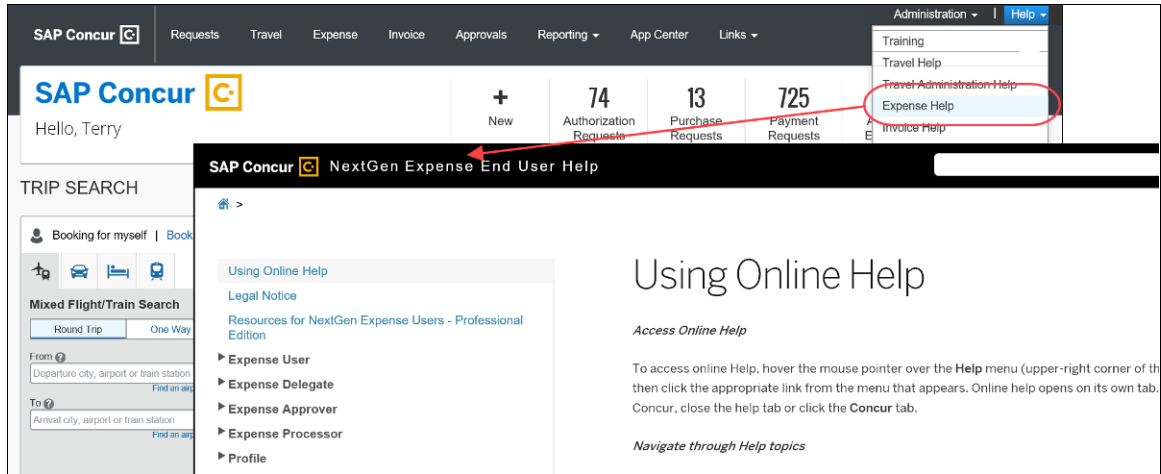 Administration | Help
SAP Concur C Requests Travel Expense Invoice Approvals Reporting App Center Links
Training
Travel Help
Travel Administration Help
Expense Help
Invoice Help
SAP Concur C
Hello, Terry
+
New
74
Authorization
Requests
13
Purchase
Requests
725
Payment
Requests
A
E
SAP Concur C NextGen Expense End User Help
>
TRIP SEARCH
Booking for myself | Book
Mixed Flight/Train Search
Round Trip One Way
From ?
Departure city, airport or train station
Find an airp
To ?
Arrival city, airport or train station
Find an airp
Using Online Help
Legal Notice
Resources for NextGen Expense Users - Professional
Edition
Expense User
Expense Delegate
Expense Approver
Expense Processor
Profile
Using Online Help
Access Online Help
To access online Help, hover the mouse pointer over the Help menu (upper-right corner of th
then click the appropriate link from the menu that appears. Online help opens on its own tab.
Concur, close the help tab or click the Concur tab.
Navigate through Help topics